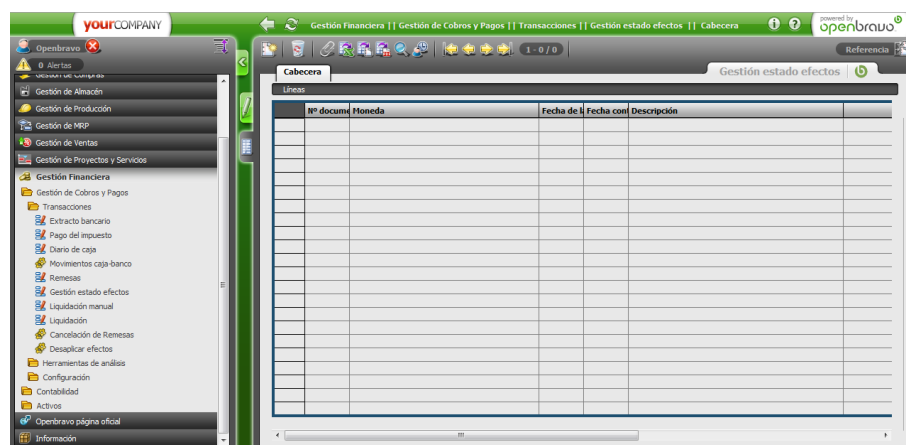 yourCOMPANY
Gestión Financiera || Gestión de Cobros y Pagos || Transacciones || Gestión estado efectos || Cabecera
powered by
openbravo
Openbravo
0 Alertas
1 - 0 / 0
Referencia
Cabecera
Gestión estado efectos
Líneas
Nº docume Moneda Fecha de la Fecha cont Descripción
Gestión de Compras
Gestión de Almacén
Gestión de Producción
Gestión de MRP
Gestión de Ventas
Gestión de Proyectos y Servicios
Gestión Financiera
Gestión de Cobros y Pagos
Transacciones
Extracto bancario
Pago del impuesto
Diario de caja
Movimientos caja-banco
Remesas
Gestión estado efectos
Liquidación manual
Liquidación
Cancelación de Remesas
Desaplicar efectos
Herramientas de análisis
Configuración
Contabilidad
Activos
Openbravo página oficial
Información